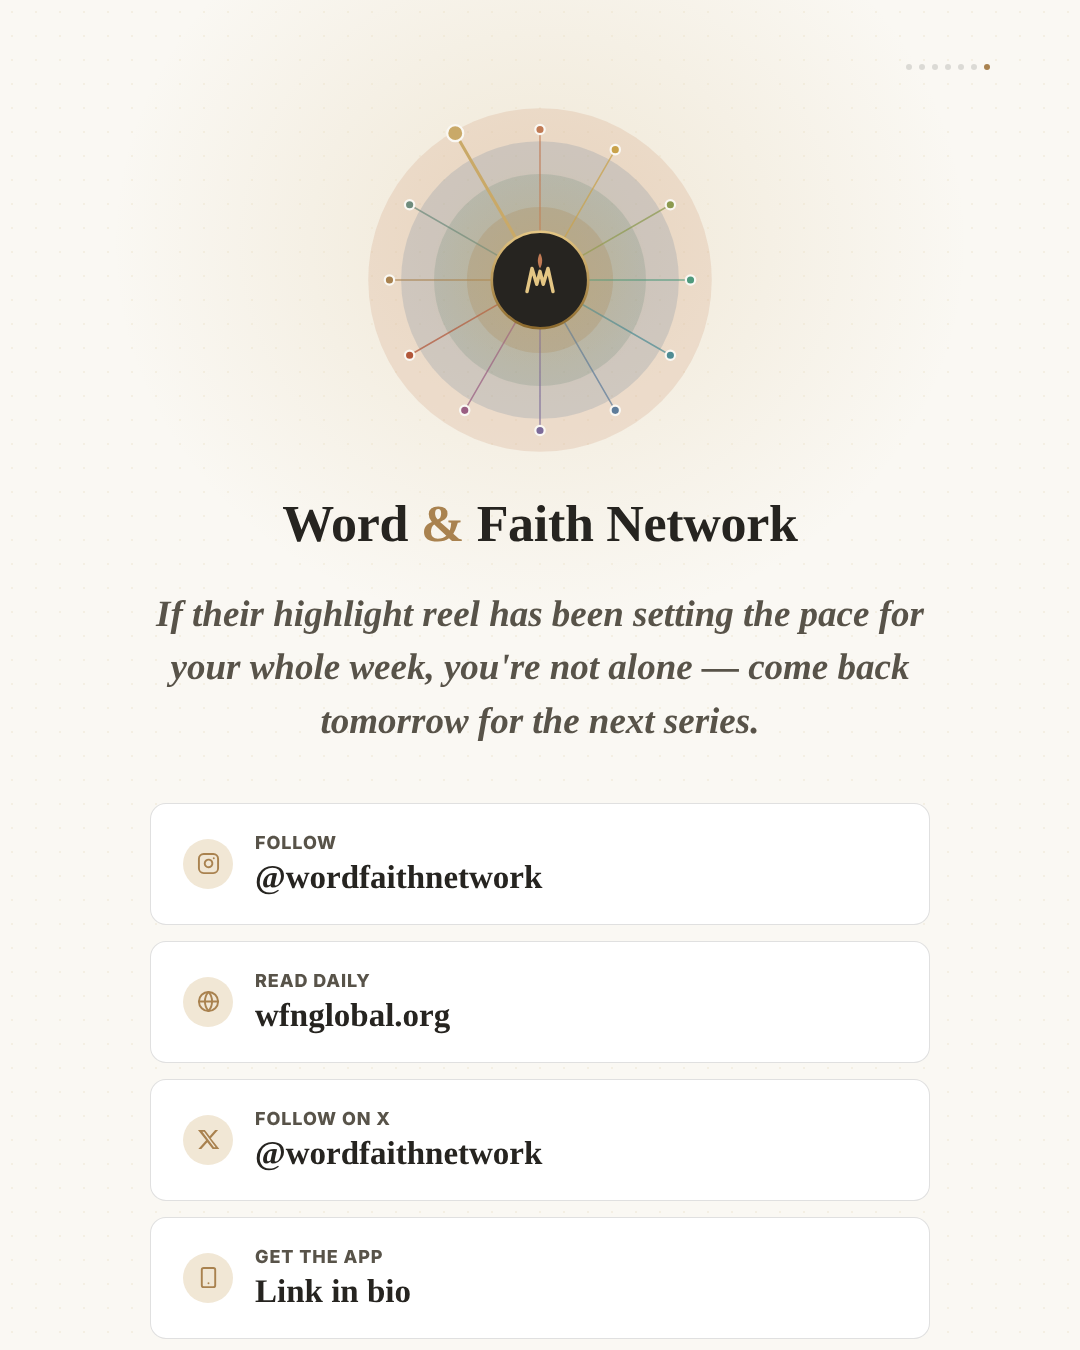 Word & Faith Network
If their highlight reel has been setting the pace for
your whole week, you're not alone — come back
tomorrow for the next series.
FOLLOW
@wordfaithnetwork
READ DAILY
wfnglobal.org
FOLLOW ON X
@wordfaithnetwork
GET THE APP
Link in bio